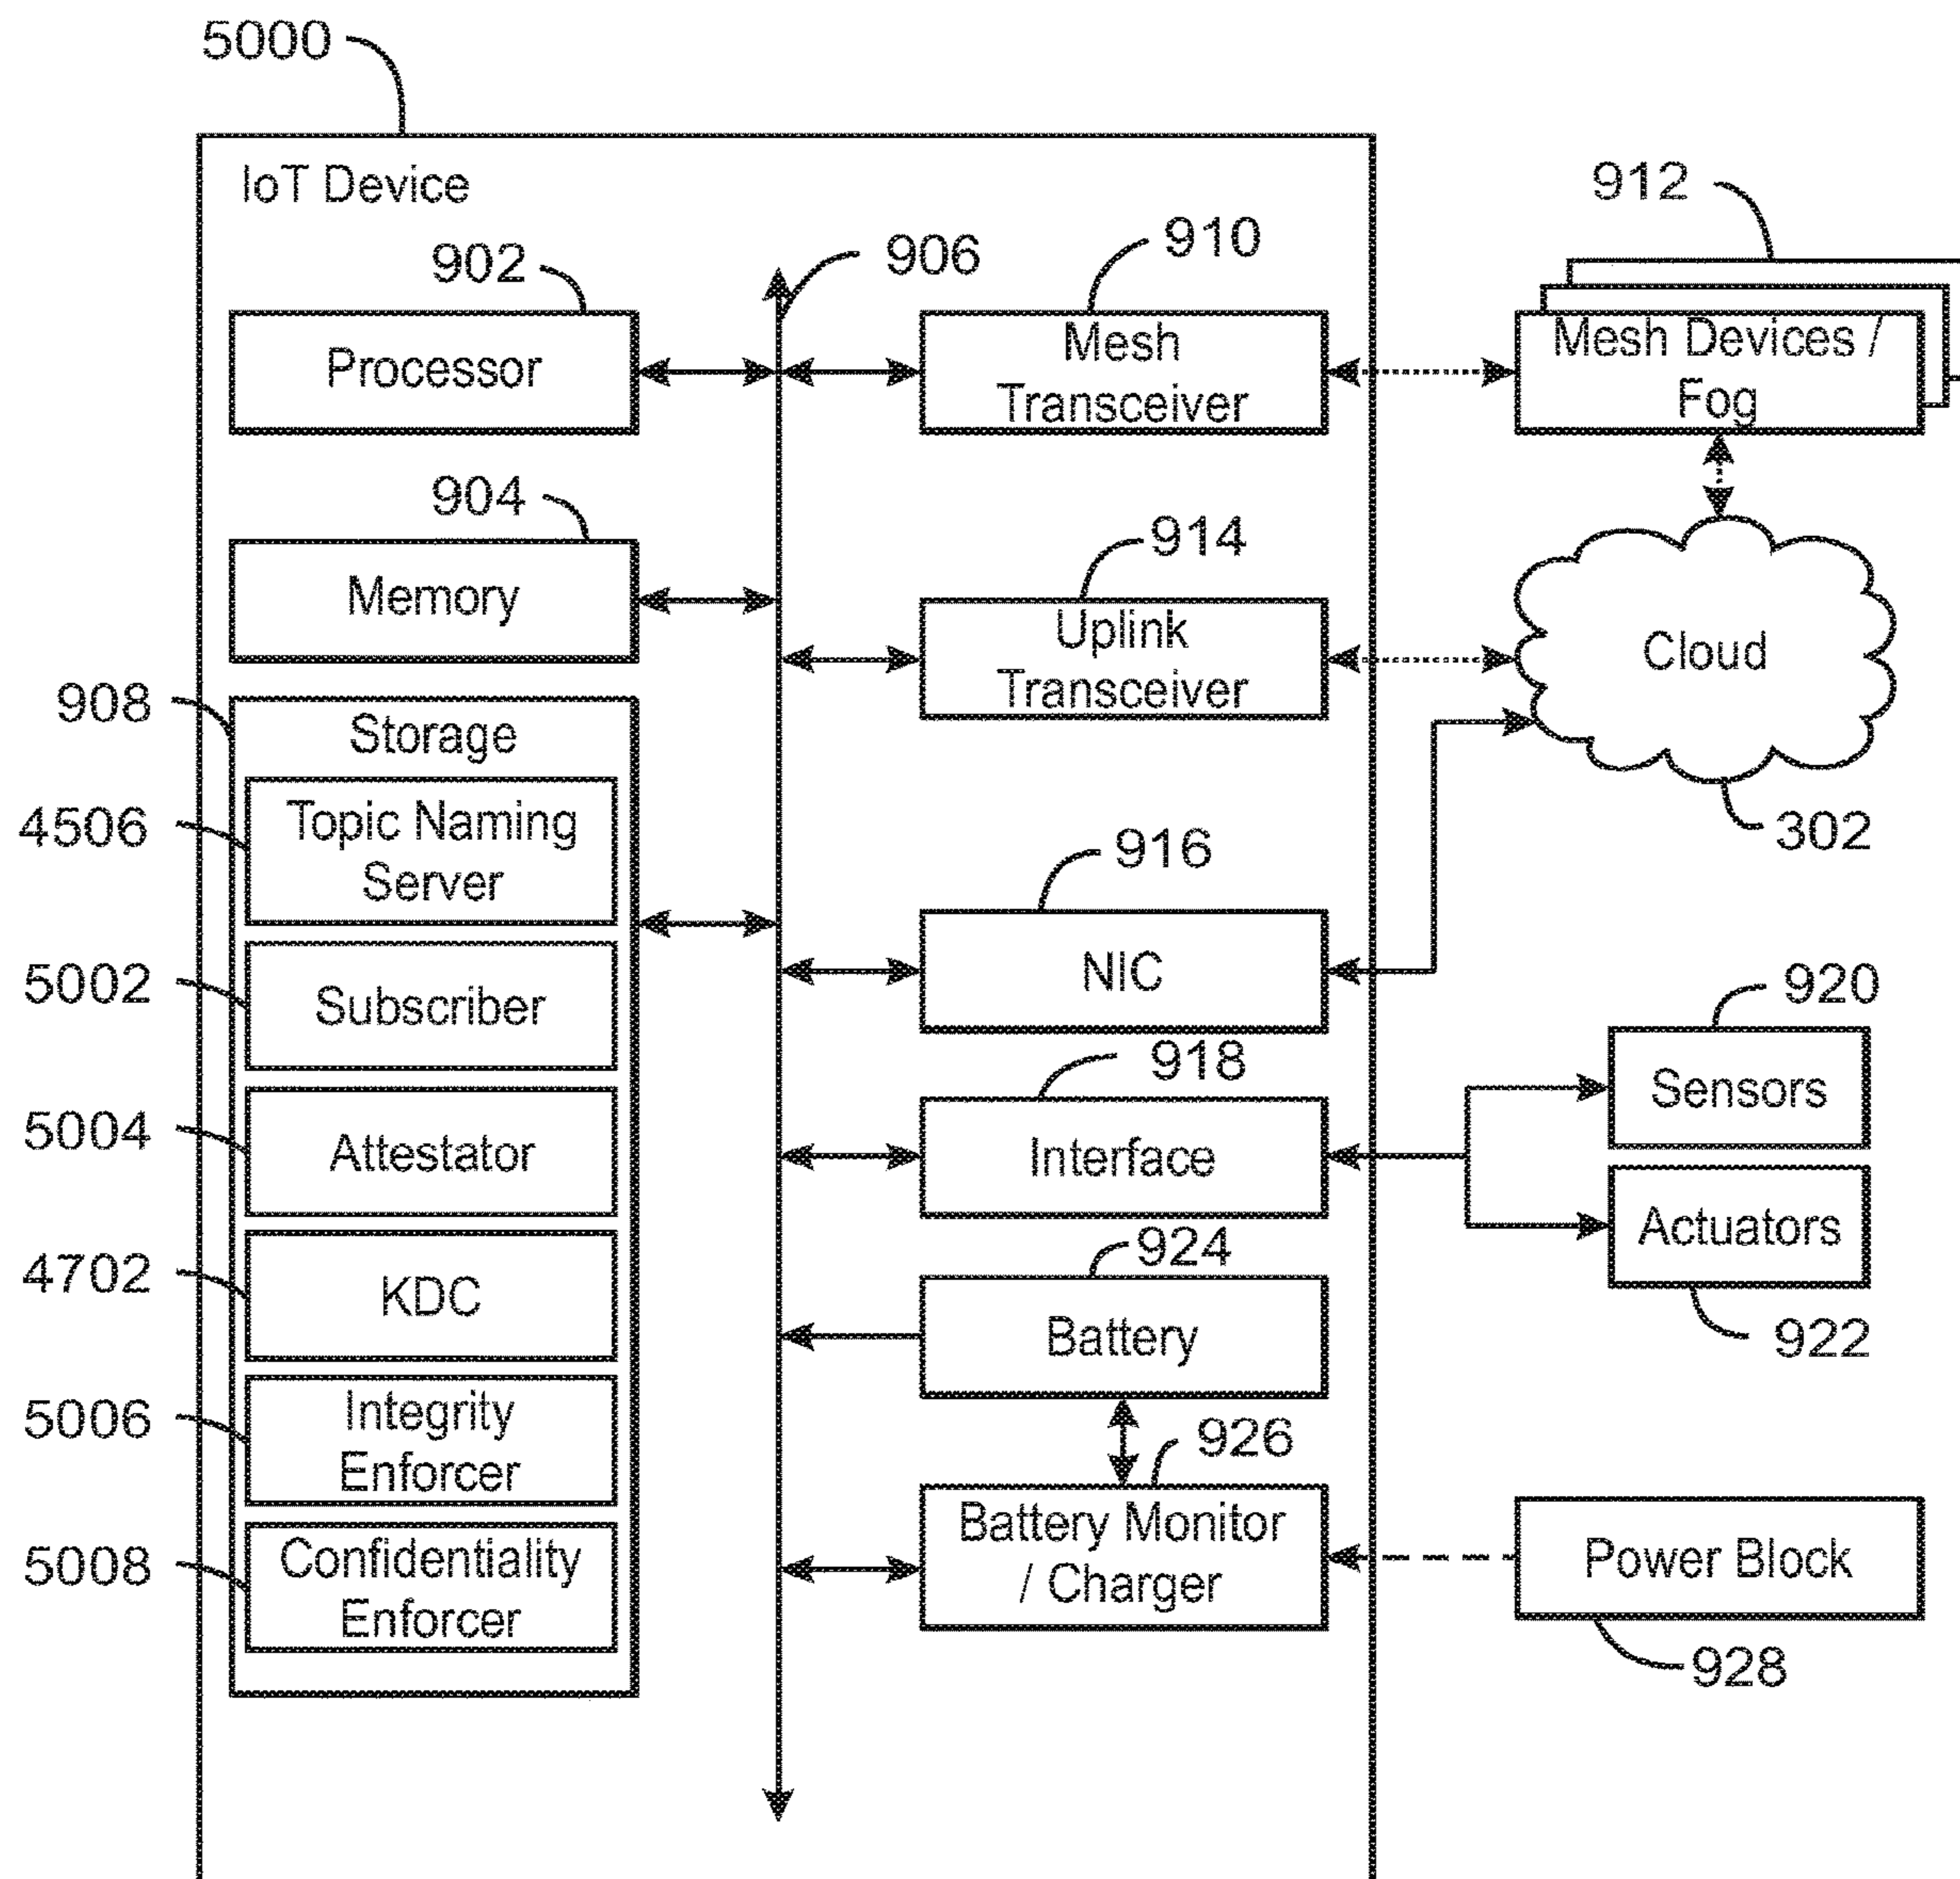 5000
IoT Device
902
906
910
912
Processor
Mesh
Transceiver
Mesh Devices /
Fog
904
914
Memory
Uplink
Transceiver
Cloud
302
908
Storage
4506
Topic Naming
Server
916
NIC
5002
Subscriber
918
Interface
920
Sensors
5004
Attestator
Actuators
922
4702
KDC
924
Battery
5006
Integrity
Enforcer
926
Battery Monitor
/ Charger
Power Block
928
5008
Confidentiality
Enforcer